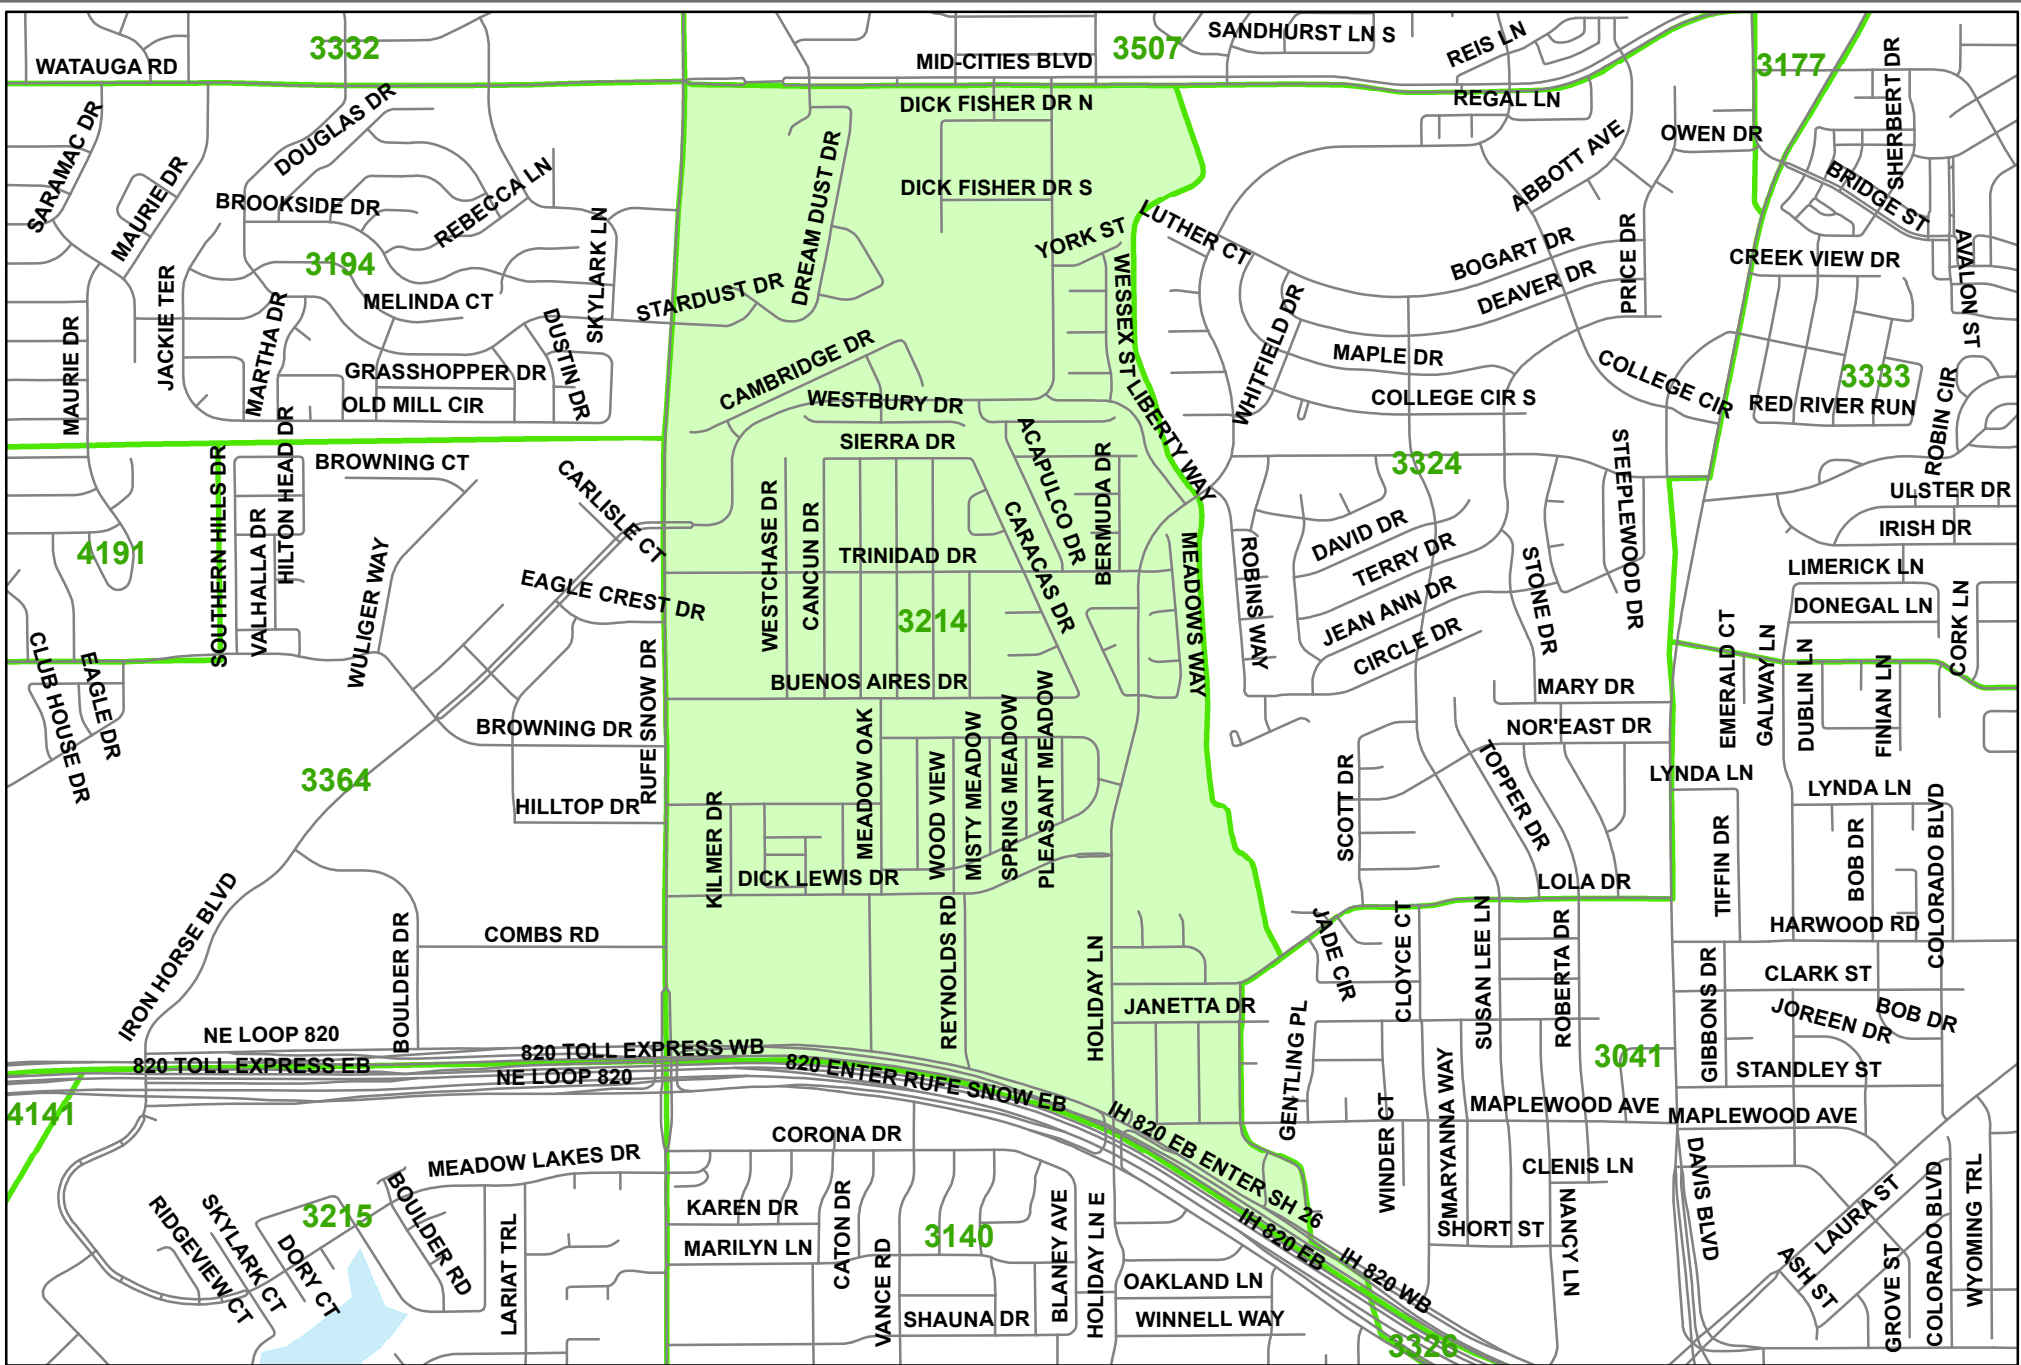 3332
3507
SANDHURST LN S
REIS LN
3177
WATAUGA RD
MID-CITIES BLVD
SHERBERT DR
DICK FISHER DR N
REGAL LN
SARAMAC DR
DOUGLAS DR
OWEN DR
MAURIE DR
REBECCA LN
DREAM DUST DR
DICK FISHER DR S
ABBOTT AVE
BRIDGE ST
BROOKSIDE DR
SKYLARK LN
YORK ST
LUTHER CT
3194
BOGART DR
PRICE DR
CREEK VIEW DR
AVALON ST
JACKIE TER
MELINDA CT
STARDUST DR
WESSEX ST
DEAVER DR
MAURIE DR
MARTHA DR
DUSTIN DR
WHITFIELD DR
GRASSHOPPER DR
CAMBRIDGE DR
MAPLE DR
COLLEGE CIR
3333
OLD MILL CIR
WESTBURY DR
LIBERTY WAY
COLLEGE CIR S
RED RIVER RUN
ROBIN CIR
SOUTHERN HILLS DR
HILTON HEAD DR
BROWNING CT
SIERRA DR
ACAPULCO DR
BERMUDA DR
3324
STEEPLEWOOD DR
CARLISLE CT
ULSTER DR
VALHALLA DR
WESTCHASE DR
CANCUN DR
CARACAS DR
DAVID DR
IRISH DR
4191
WULIGER WAY
TRINIDAD DR
MEADOWS WAY
ROBINS WAY
TERRY DR
STONE DR
LIMERICK LN
EAGLE CREST DR
3214
JEAN ANN DR
DONEGAL LN
CORK LN
CLUB HOUSE DR
EAGLE DR
RUFE SNOW DR
CIRCLE DR
EMERALD CT
GALWAY LN
DUBLIN LN
FINIAN LN
BUENOS AIRES DR
MARY DR
BROWNING DR
MEADOW OAK
WOOD VIEW
MISTY MEADOW
SPRING MEADOW
PLEASANT MEADOW
NOR'EAST DR
3364
SCOTT DR
TOPPER DR
LYNDA LN
LYNDA LN
HILLTOP DR
KILMER DR
TIFFIN DR
BOB DR
COLORADO BLVD
DICK LEWIS DR
LOLA DR
IRON HORSE BLVD
BOULDER DR
COMBS RD
REYNOLDS RD
HOLIDAY LN
JADE CIR
CLOYCE CT
SUSAN LEE LN
ROBERTA DR
HARWOOD RD
GIBBONS DR
CLARK ST
JANETTA DR
GENTLING PL
JOREEN DR
BOB DR
NE LOOP 820
820 TOLL EXPRESS WB
3041
820 TOLL EXPRESS EB
NE LOOP 820
820 ENTER RUFE SNOW EB
STANDLEY ST
4141
IH 820 EB ENTER SH 26
WINDER CT
MARYANNA WAY
MAPLEWOOD AVE
MAPLEWOOD AVE
CORONA DR
MEADOW LAKES DR
CLENIS LN
DAVIS BLVD
RIDGEVIEW CT
SKYLARK CT
DORY CT
3215
BOULDER RD
LARIAT TRL
KAREN DR
CATON DR
3140
BLANEY AVE
HOLIDAY LN E
IH 820 EB
SHORT ST
NANCY LN
LAURA ST
COLORADO BLVD
WYOMING TRL
MARILYN LN
VANCE RD
OAKLAND LN
IH 820 WB
ASH ST
GROVE ST
SHAUNA DR
WINNELL WAY
3326